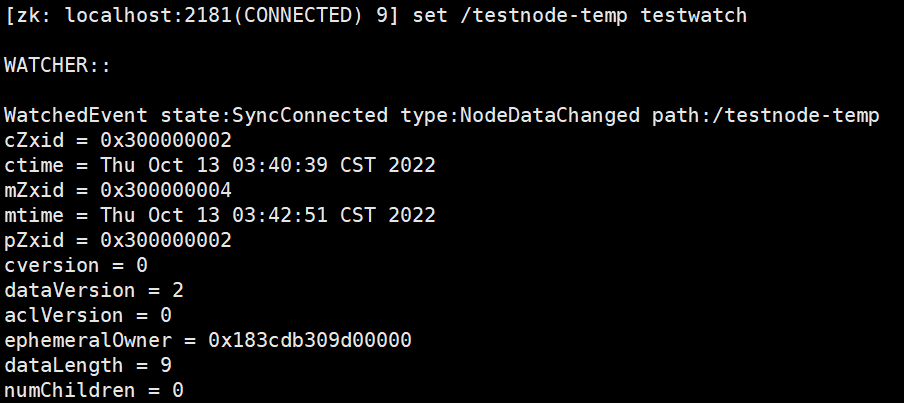 [zk: localhost:2181(CONNECTED) 9] set /testnode-temp testwatch
WATCHER::
WatchedEvent state:SyncConnected type:NodeDataChanged path:/testnode-temp
cZxid = 0x300000002
ctime = Thu Oct 13 03:40:39 CST 2022
mZxid = 0x300000004
mtime = Thu Oct 13 03:42:51 CST 2022
pZxid = 0x300000002
cversion = 0
dataVersion = 2
aclVersion = 0
ephemeralOwner = 0x183cdb309d00000
dataLength = 9
numChildren = 0